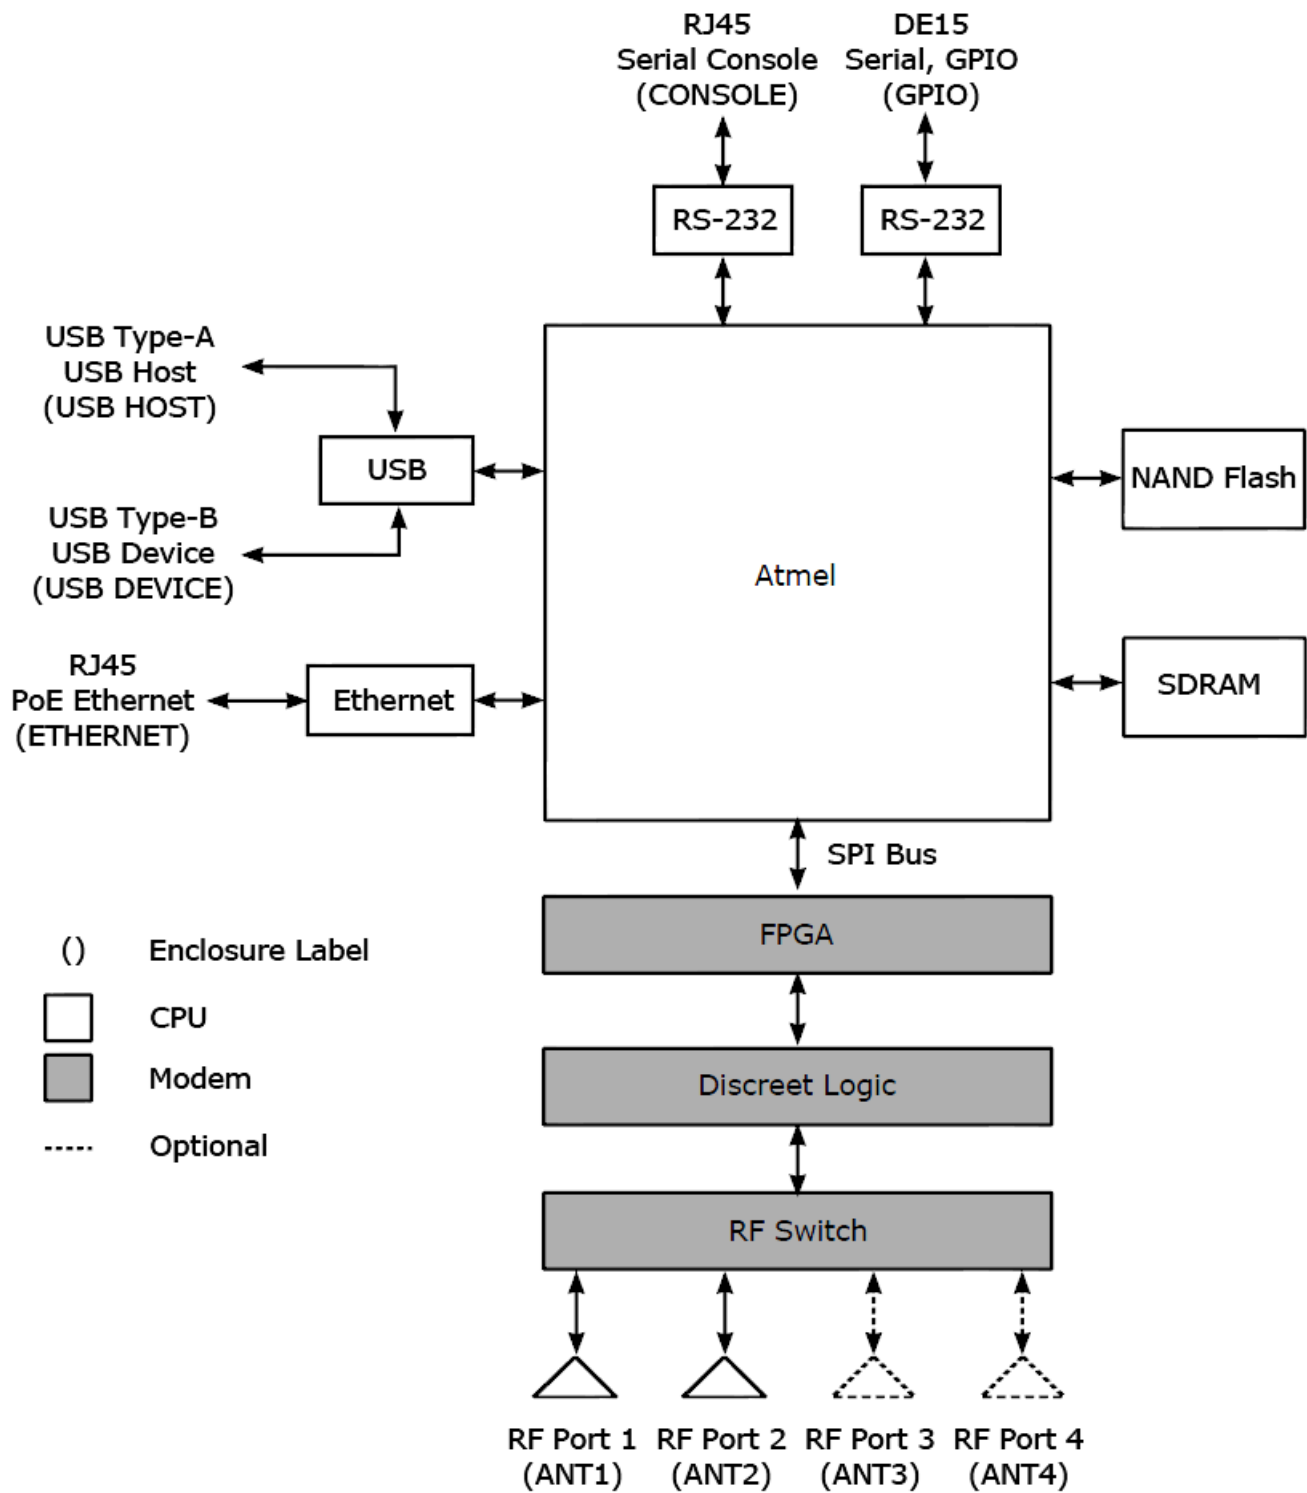 RJ45
Serial Console
(CONSOLE)
DE15
Serial, GPIO
(GPIO)
RS-232
RS-232
USB Type-A
USB Host
(USB HOST)
USB
USB Type-B
USB Device
(USB DEVICE)
RJ45
PoE Ethernet
(ETHERNET)
Ethernet
Atmel
NAND Flash
SDRAM
SPI Bus
FPGA
Discreet Logic
RF Switch
() Enclosure Label
CPU
Modem
Optional
RF Port 1
(ANT1)
RF Port 2
(ANT2)
RF Port 3
(ANT3)
RF Port 4
(ANT4)